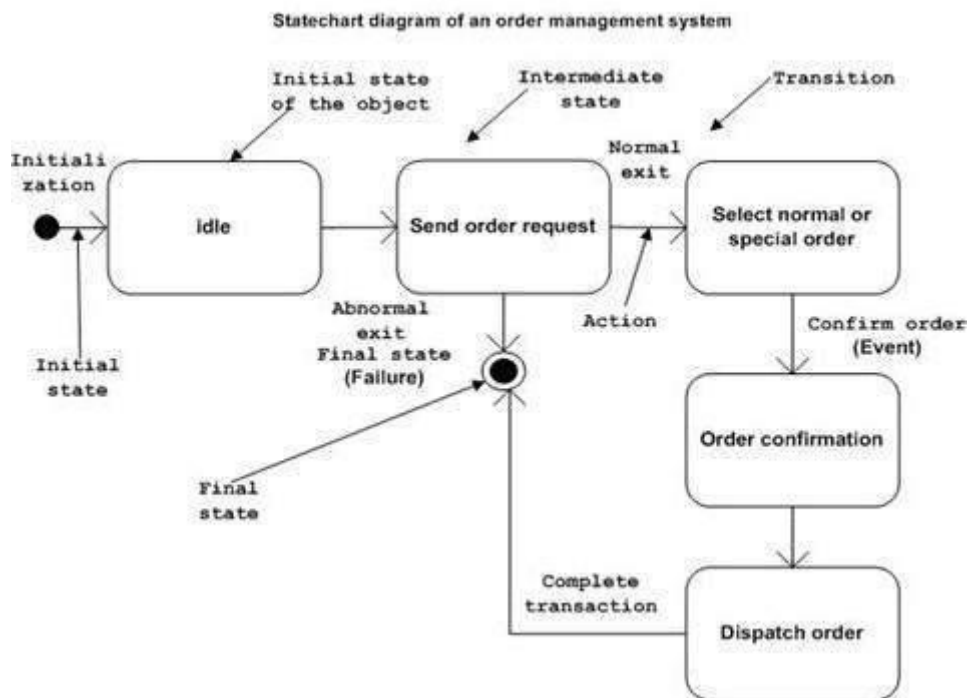 Statechart diagram of an order management system
Initial state
of the object
Intermediate
state
Transition
Initiali
zation
Normal
exit
idle
Send order request
Select normal or
special order
Abnormal
exit
Final state
(Failure)
Action
Confirm order
(Event)
Initial
state
Order confirmation
Final
state
Complete
transaction
Dispatch order